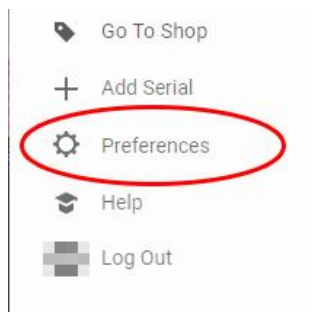 Go To Shop
Add Serial
Preferences
Help
Log Out